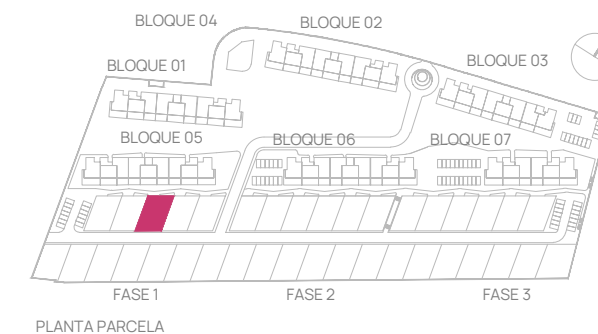 BLOQUE 04
BLOQUE 02
BLOQUE 03
BLOQUE 01
BLOQUE 05
BLOQUE 06
BLOQUE 07
FASE 1
FASE 2
FASE 3
PLANTA PARCELA